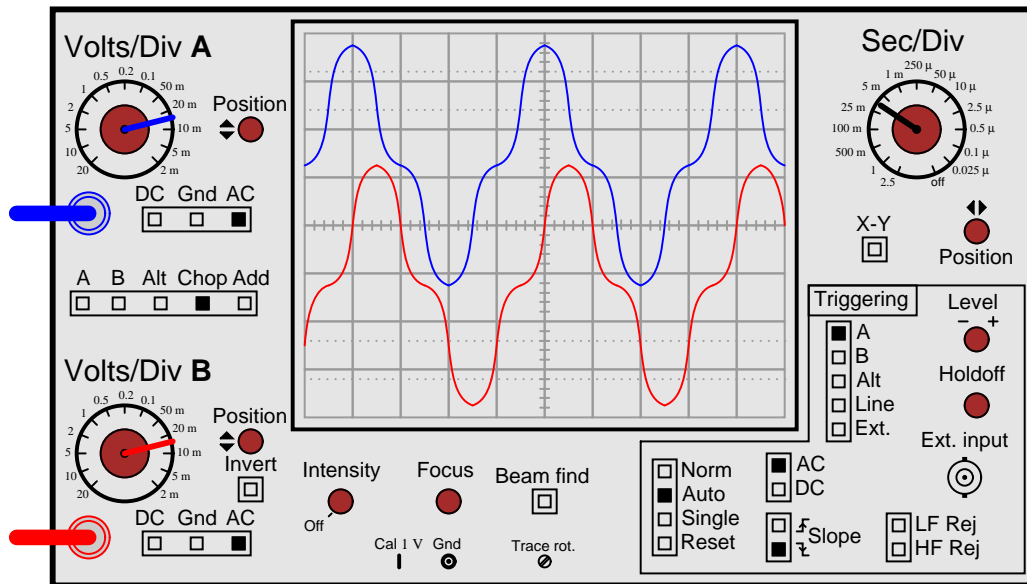 Volts/Div A
0.5 0.2 0.1
1 50 m
2 20 m
5 10 m
10 5 m
20 2 m
Position
DC Gnd AC
A B Alt Chop Add
Volts/Div B
0.5 0.2 0.1
1 50 m
2 20 m
5 10 m
10 5 m
20 2 m
Position
Invert
DC Gnd AC
Intensity
Off
Focus
Beam find
Cal 1 V Gnd
Trace rot.
Sec/Div
250 µ
1 m 50 µ
5 m 10 µ
25 m 2.5 µ
100 m 0.5 µ
500 m 0.1 µ
1 0.025 µ
2.5 off
X-Y
Position
Triggering
A
B
Alt
Line
Ext.
Level
− +
Holdoff
Ext. input
Norm
Auto
Single
Reset
AC
DC
Slope
LF Rej
HF Rej